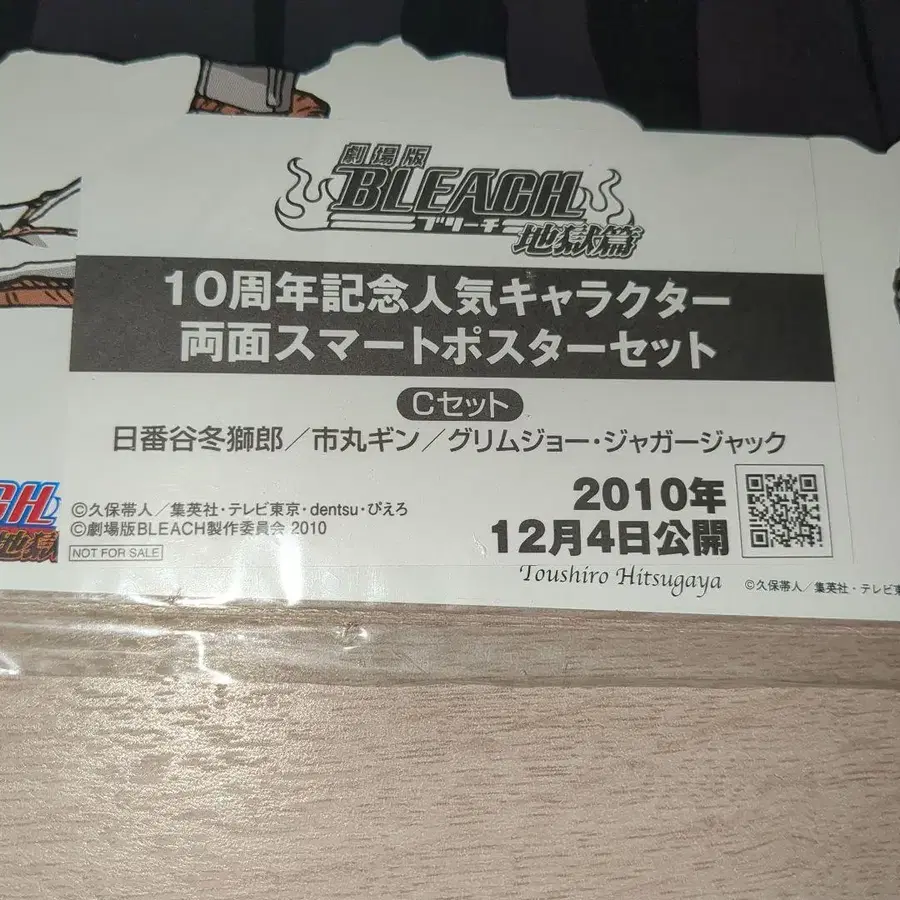 劇場版
BLEACH
ブリーチ
地獄篇
10周年記念人気キャラクター
両面スマートポスターセット
Cセット
日番谷冬獅郎／市丸ギン／グリムジョー・ジャガージャック
2010年
12月4日公開
©久保帯人／集英社・テレビ東京・dentsu・ぴえろ
©劇場版BLEACH製作委員会 2010
NOT FOR SALE
CH
地獄
Toushiro Hitsugaya
©久保帯人／集英社・テレビ東